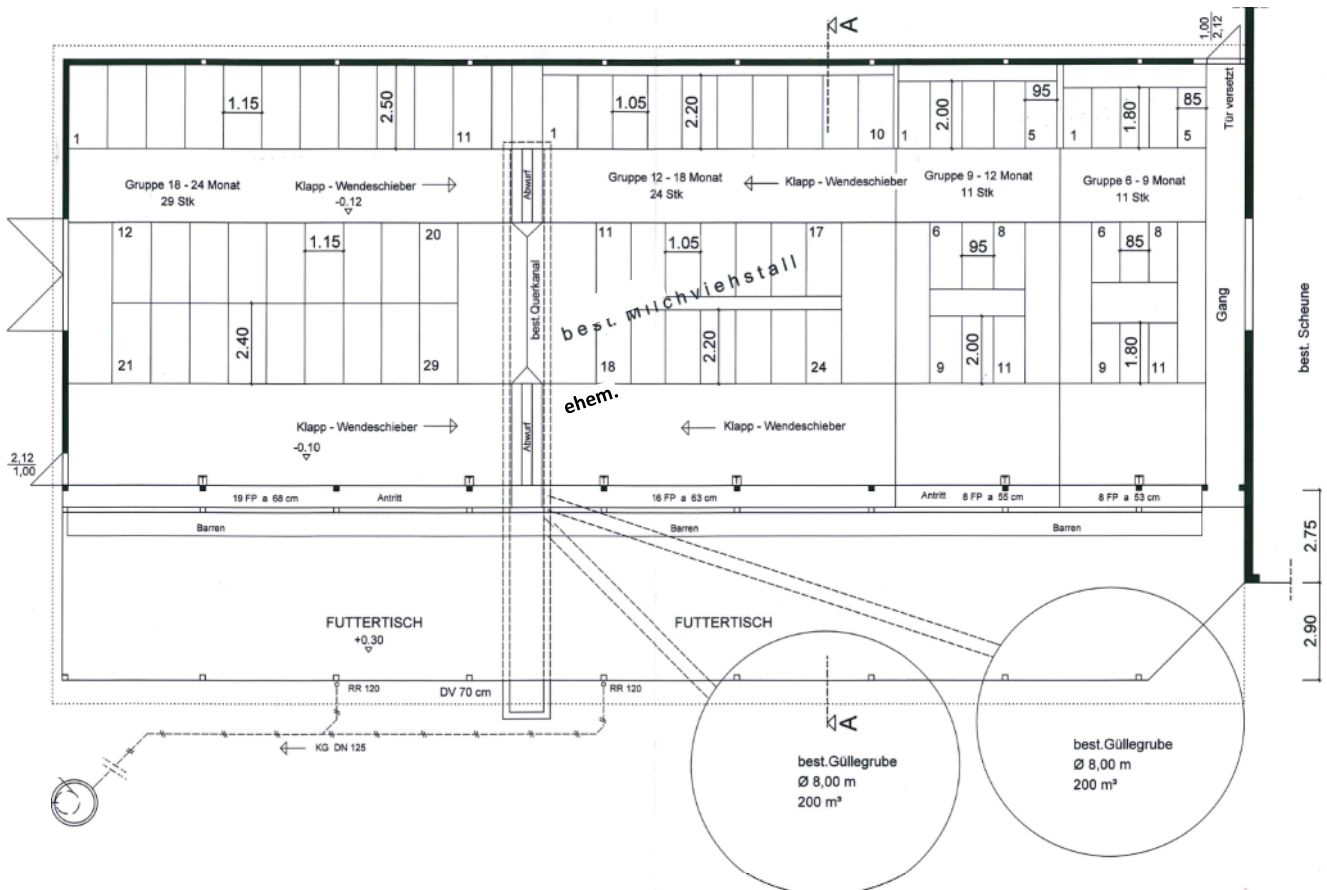 A
1,00
2,12
1.15
2.50
1
11
1
1.05
2.20
10
1
2.00
95
5
1
1.80
85
5
Tür versetzt
Gruppe 18 - 24 Monat
29 Stk
Klapp - Wendeschieber
-0.12
Abwurf
Gruppe 12 - 18 Monat
24 Stk
Klapp - Wendeschieber
Gruppe 9 - 12 Monat
11 Stk
Gruppe 6 - 9 Monat
11 Stk
12
1.15
20
11
1.05
17
6
95
8
6
85
8
best.Querkanal
best. Milchviehstall
Gang
best. Scheune
21
2.40
29
18
2.20
24
9
2.00
11
9
1.80
11
ehem.
Klapp - Wendeschieber
-0.10
Abwurf
Klapp - Wendeschieber
2,12
1,00
T
T
T
T
T
T
19 FP a 68 cm
Antritt
16 FP a 63 cm
Antritt
8 FP a 55 cm
8 FP a 53 cm
Barren
Barren
Barren
2.75
2.90
FUTTERTISCH
+0.30
FUTTERTISCH
RR 120
DV 70 cm
RR 120
KG DN 125
A
best.Güllegrube
Ø 8,00 m
200 m³
best.Güllegrube
Ø 8,00 m
200 m³